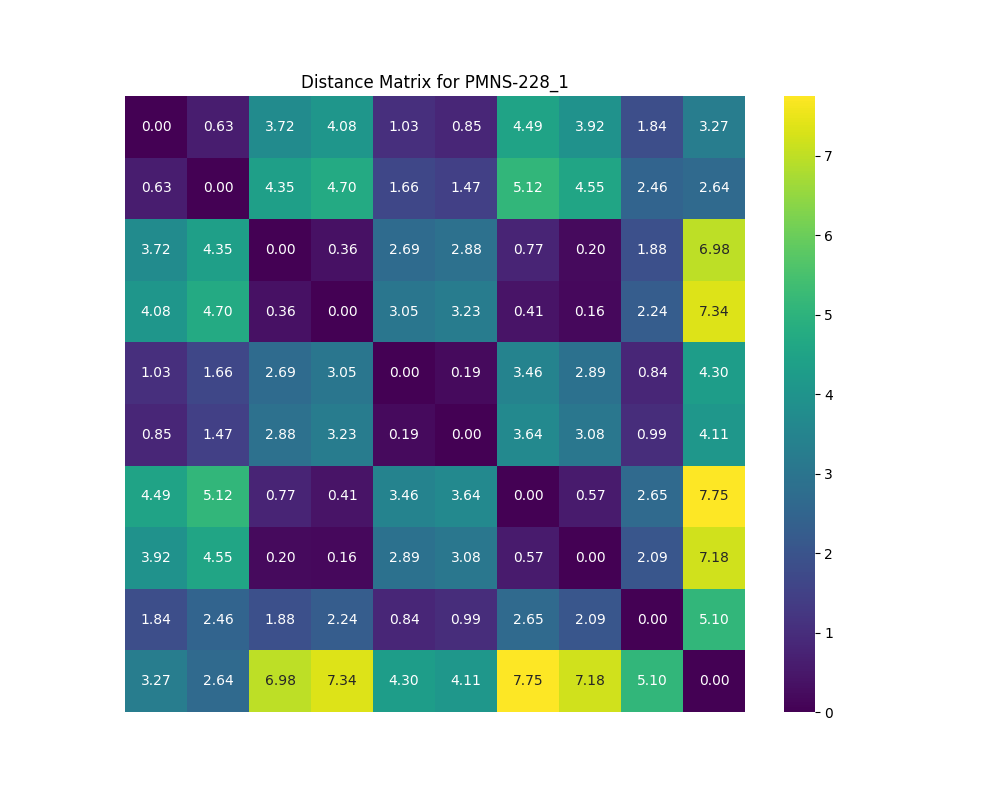 Distance Matrix for PMNS-228_1
0.00 0.63 3.72 4.08 1.03 0.85 4.49 3.92 1.84 3.27
0.63 0.00 4.35 4.70 1.66 1.47 5.12 4.55 2.46 2.64
3.72 4.35 0.00 0.36 2.69 2.88 0.77 0.20 1.88 6.98
4.08 4.70 0.36 0.00 3.05 3.23 0.41 0.16 2.24 7.34
1.03 1.66 2.69 3.05 0.00 0.19 3.46 2.89 0.84 4.30
0.85 1.47 2.88 3.23 0.19 0.00 3.64 3.08 0.99 4.11
4.49 5.12 0.77 0.41 3.46 3.64 0.00 0.57 2.65 7.75
3.92 4.55 0.20 0.16 2.89 3.08 0.57 0.00 2.09 7.18
1.84 2.46 1.88 2.24 0.84 0.99 2.65 2.09 0.00 5.10
3.27 2.64 6.98 7.34 4.30 4.11 7.75 7.18 5.10 0.00
7
6
5
4
3
2
1
0